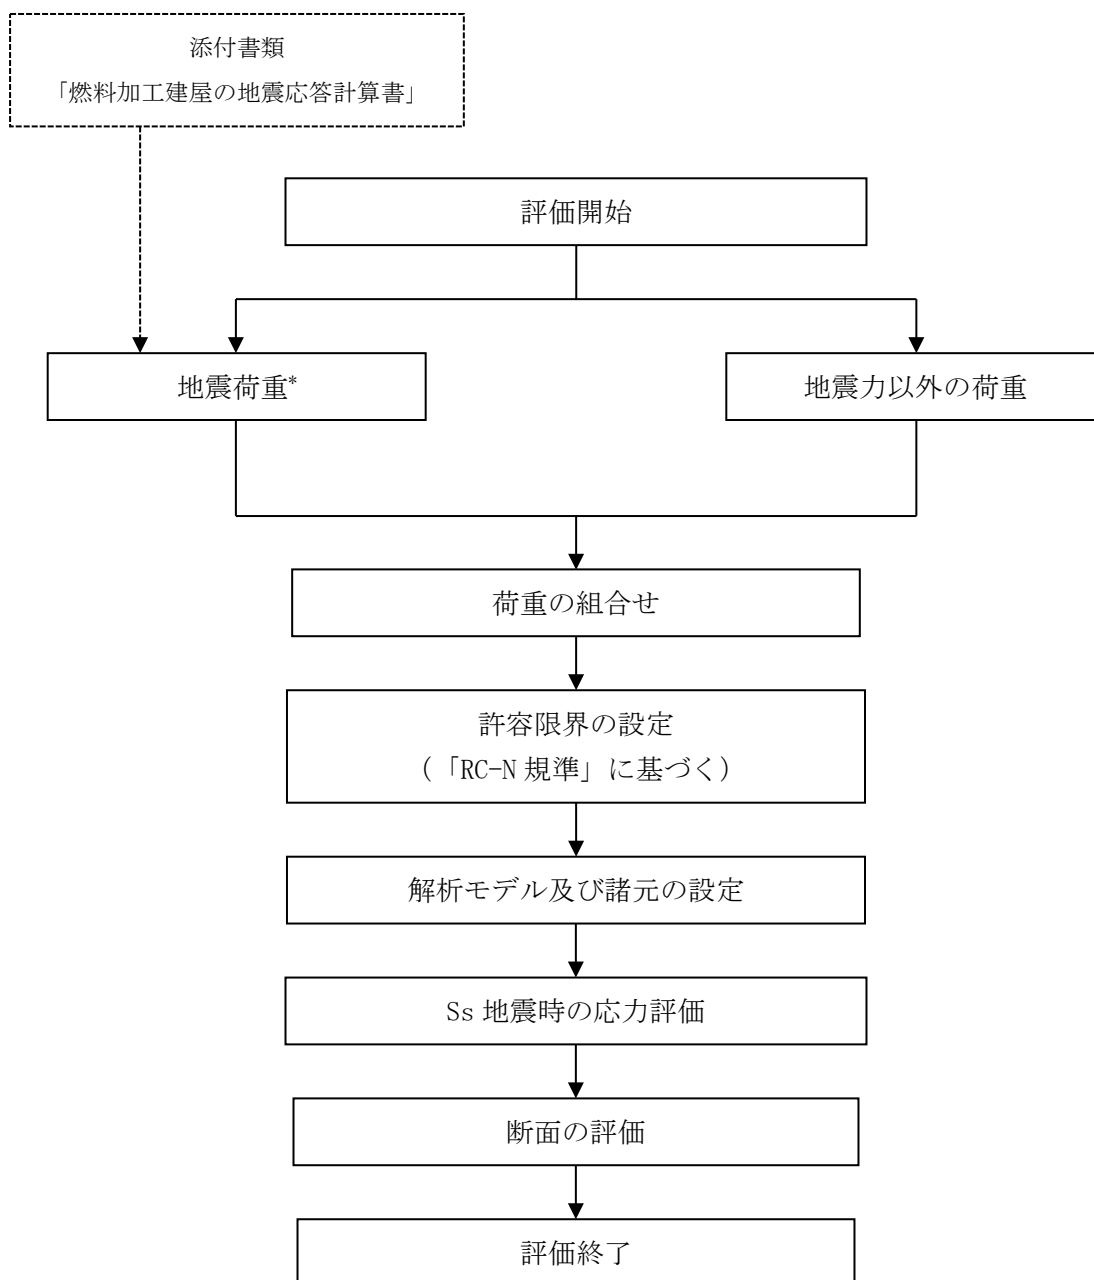 添付書類
「燃料加工建屋の地震応答計算書」
評価開始
地震荷重*
地震力以外の荷重
荷重の組合せ
許容限界の設定
(「RC-N 規準」に基づく)
解析モデル及び諸元の設定
Ss 地震時の応力評価
断面の評価
評価終了